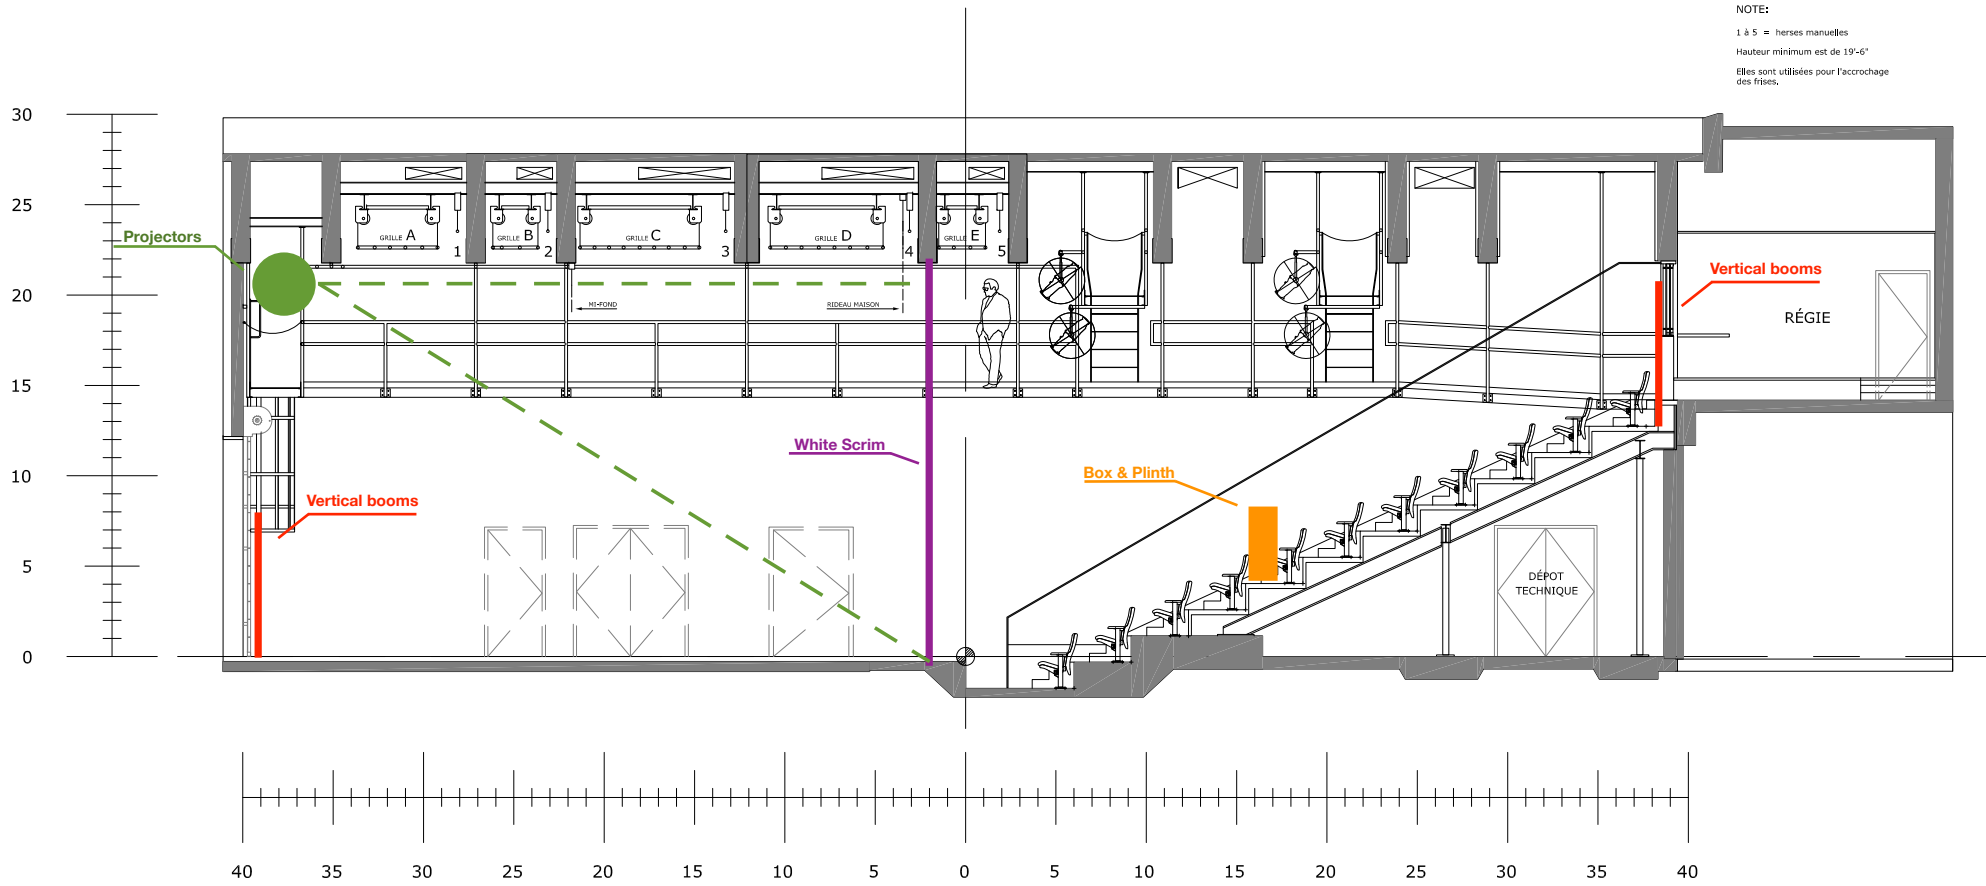 NOTE:
1 à 5 = herses manuelles
Hauteur minimum est de 19'-6"
Elles sont utilisées pour l'accrochage
des frises.
30
25
20
15
10
5
0
Projectors
GRILLE A
1
GRILLE B
2
GRILLE C
3
GRILLE D
4
GRILLE E
5
MI-FOND
RIDEAU MAISON
Vertical booms
RÉGIE
White Scrim
Box & Plinth
Vertical booms
DÉPOT
TECHNIQUE
40 35 30 25 20 15 10 5 0 5 10 15 20 25 30 35 40